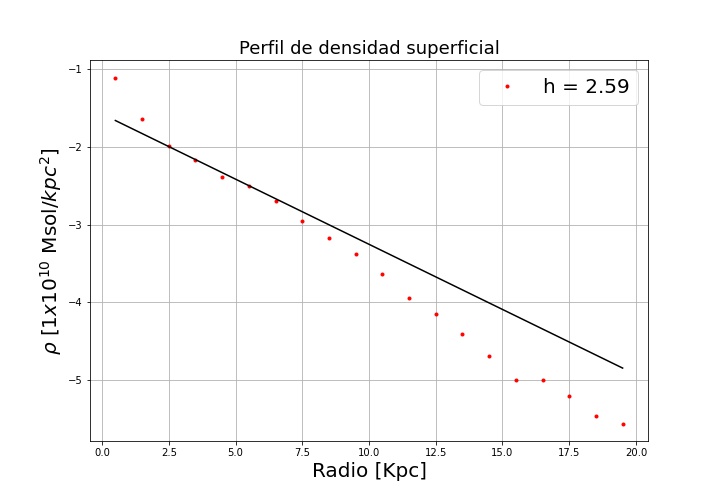 Perfil de densidad superficial
h = 2.59
−1
−2
−3
−4
−5
ρ [1x10¹⁰ Msol/kpc²]
0.0 2.5 5.0 7.5 10.0 12.5 15.0 17.5 20.0
Radio [Kpc]